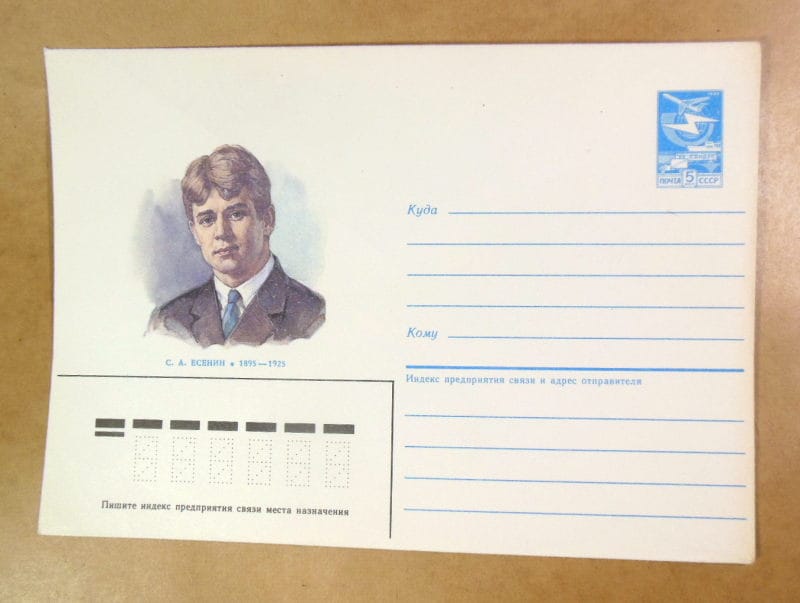 ПОЧТА 5 СССР
Куда
Кому
С. А. ЕСЕНИН • 1895—1925
Индекс предприятия связи и адрес отправителя
Пишите индекс предприятия связи места назначения